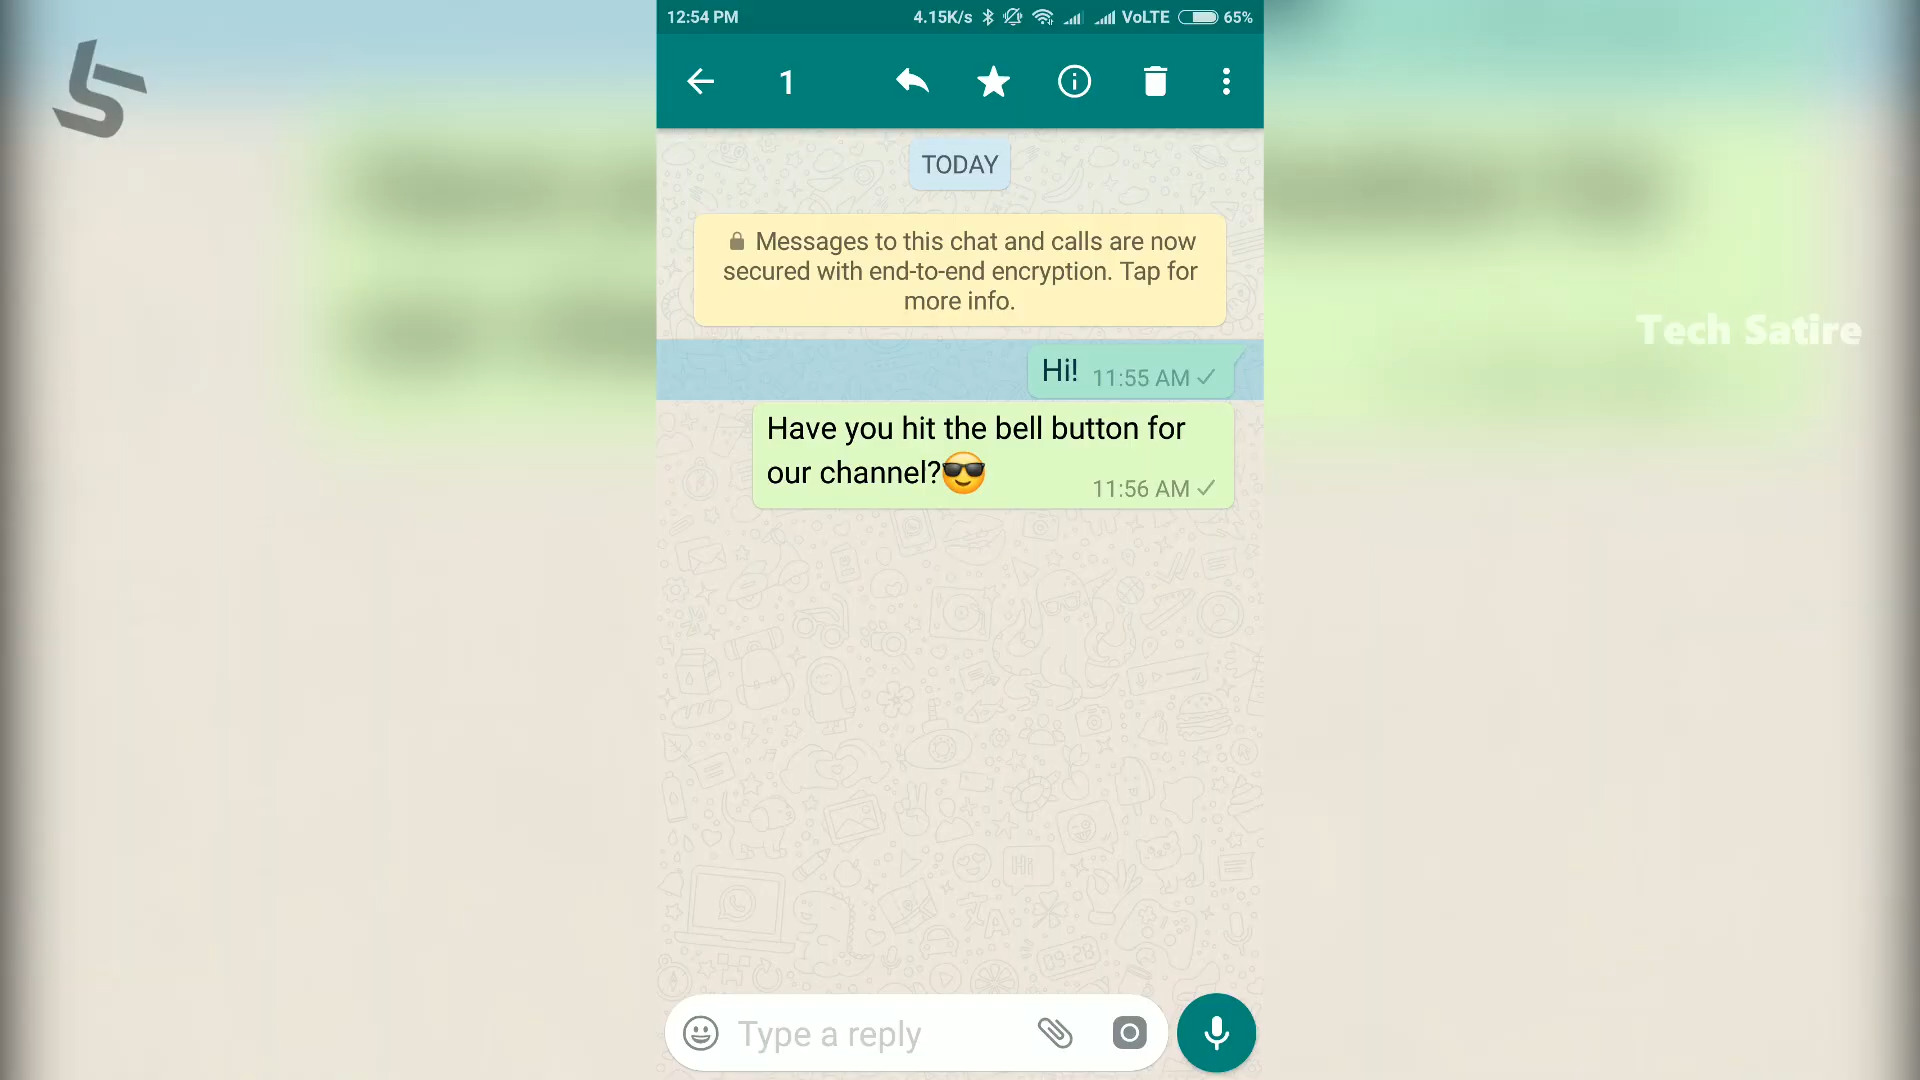 12:54 PM 4.15K/s VoLTE 65%
1
TODAY
Messages to this chat and calls are now
secured with end-to-end encryption. Tap for
more info.
Hi! 11:55 AM
Have you hit the bell button for
our channel?😎
11:56 AM
Tech Satire
Type a reply